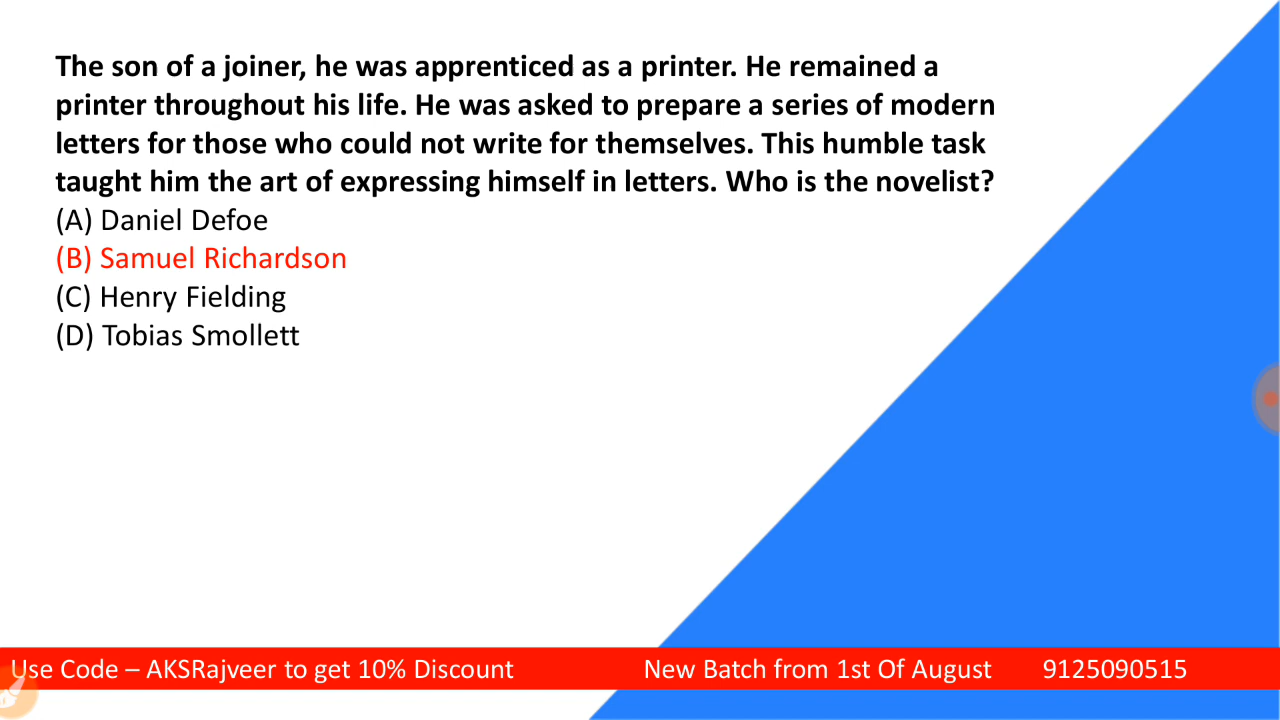 The son of a joiner, he was apprenticed as a printer. He remained a
printer throughout his life. He was asked to prepare a series of modern
letters for those who could not write for themselves. This humble task
taught him the art of expressing himself in letters. Who is the novelist?
(A) Daniel Defoe
(B) Samuel Richardson
(C) Henry Fielding
(D) Tobias Smollett
Use Code – AKSRajveer to get 10% Discount New Batch from 1st Of August 9125090515